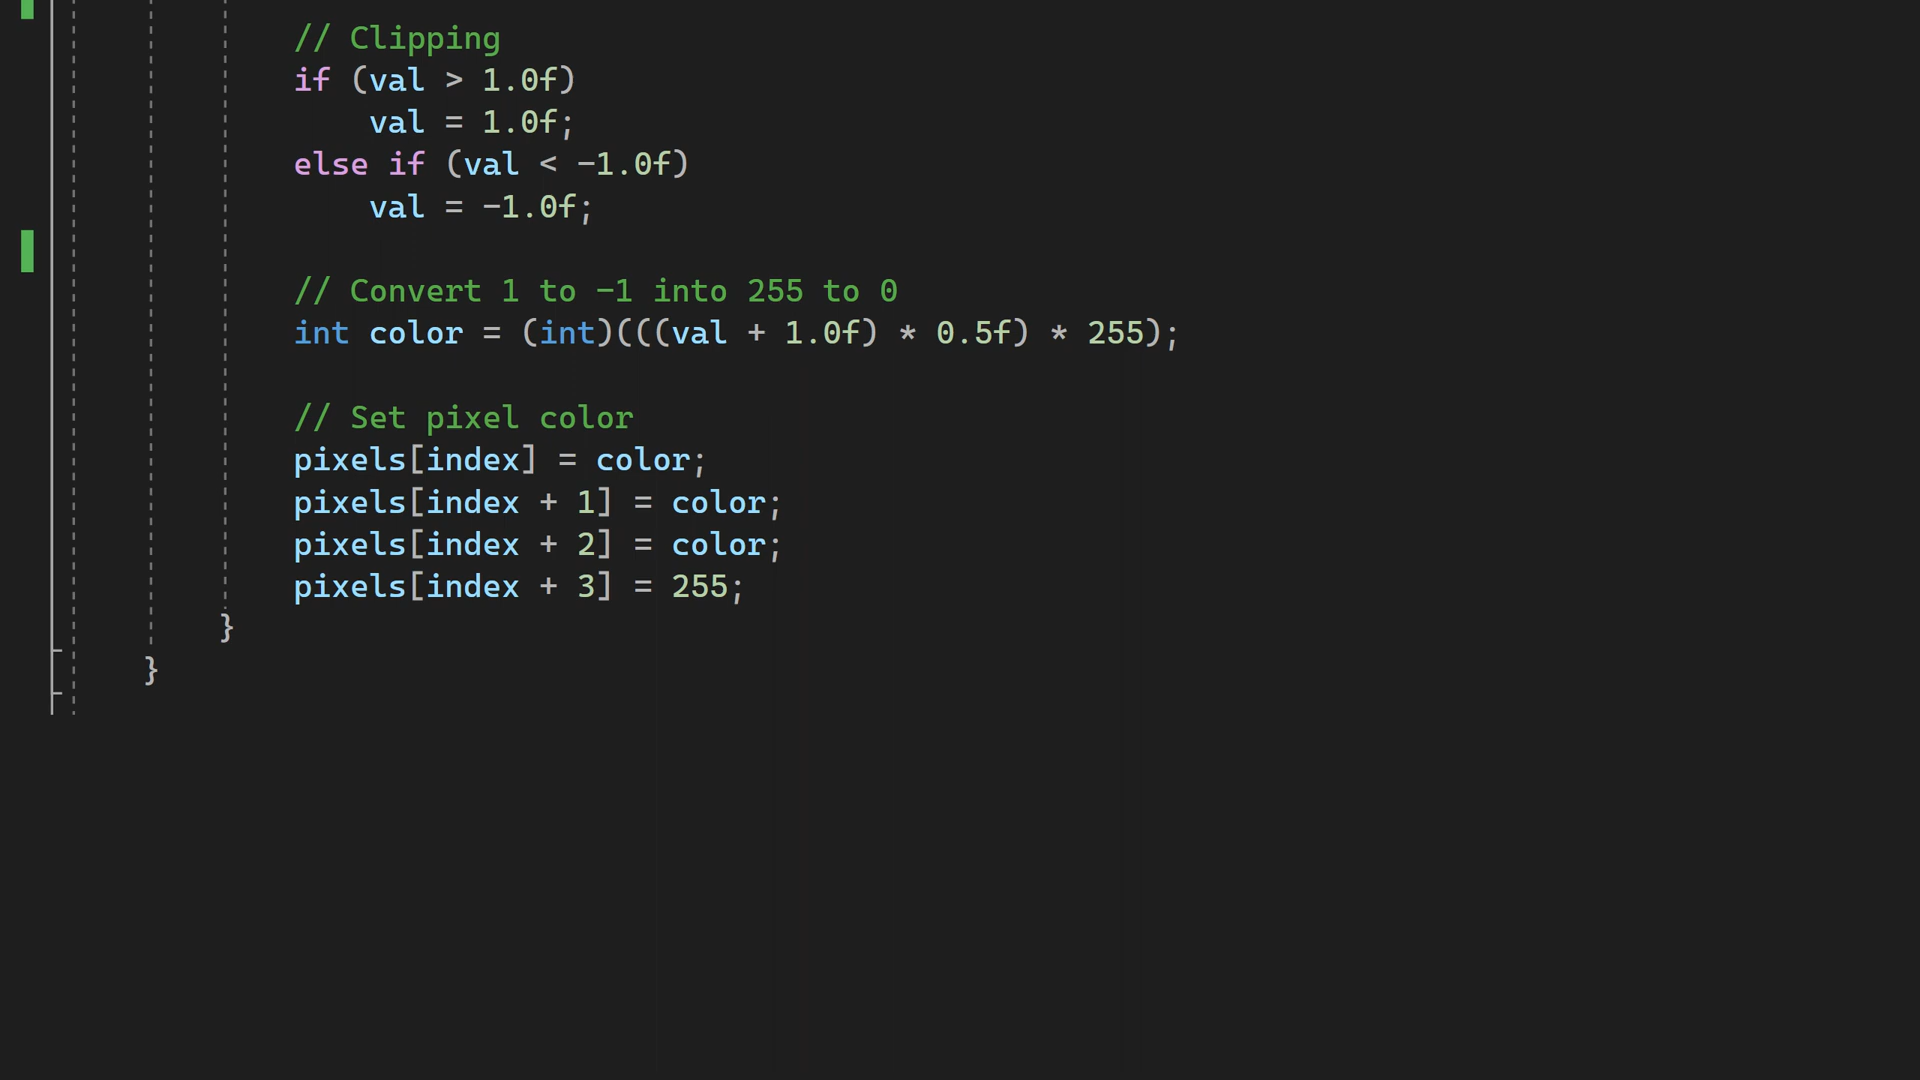 // Clipping
if (val > 1.0f)
    val = 1.0f;
else if (val < -1.0f)
    val = -1.0f;

// Convert 1 to -1 into 255 to 0
int color = (int)(((val + 1.0f) * 0.5f) * 255);

// Set pixel color
pixels[index] = color;
pixels[index + 1] = color;
pixels[index + 2] = color;
pixels[index + 3] = 255;
}
}